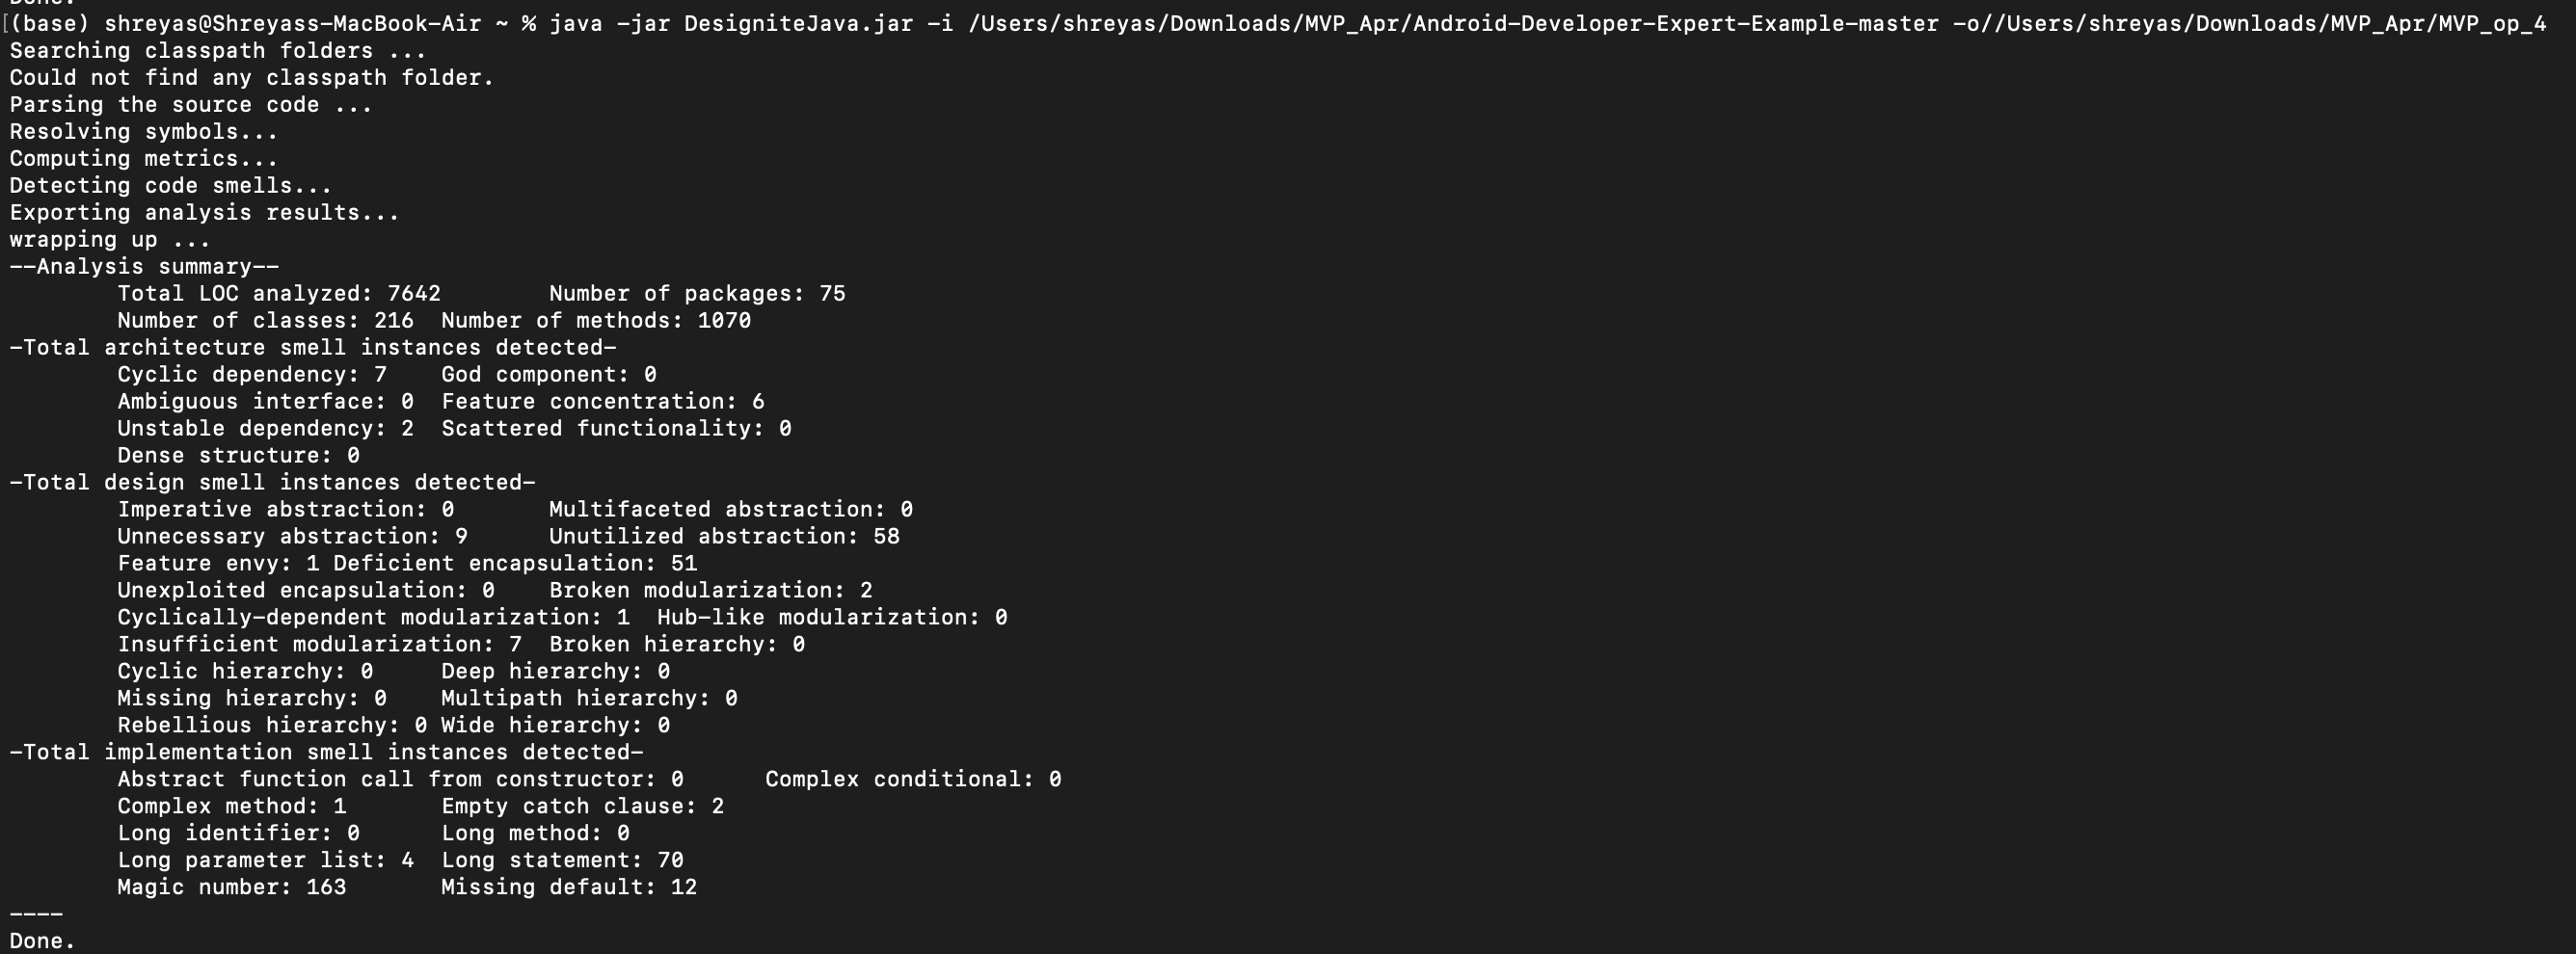 Done.
[(base) shreyas@Shreyass-MacBook-Air ~ % java -jar DesigniteJava.jar -i /Users/shreyas/Downloads/MVP_Apr/Android-Developer-Expert-Example-master -o//Users/shreyas/Downloads/MVP_Apr/MVP_op_4
Searching classpath folders ...
Could not find any classpath folder.
Parsing the source code ...
Resolving symbols...
Computing metrics...
Detecting code smells...
Exporting analysis results...
wrapping up ...
--Analysis summary--
Total LOC analyzed: 7642 Number of packages: 75
Number of classes: 216 Number of methods: 1070
-Total architecture smell instances detected-
Cyclic dependency: 7 God component: 0
Ambiguous interface: 0 Feature concentration: 6
Unstable dependency: 2 Scattered functionality: 0
Dense structure: 0
-Total design smell instances detected-
Imperative abstraction: 0 Multifaceted abstraction: 0
Unnecessary abstraction: 9 Unutilized abstraction: 58
Feature envy: 1 Deficient encapsulation: 51
Unexploited encapsulation: 0 Broken modularization: 2
Cyclically-dependent modularization: 1 Hub-like modularization: 0
Insufficient modularization: 7 Broken hierarchy: 0
Cyclic hierarchy: 0 Deep hierarchy: 0
Missing hierarchy: 0 Multipath hierarchy: 0
Rebellious hierarchy: 0 Wide hierarchy: 0
-Total implementation smell instances detected-
Abstract function call from constructor: 0 Complex conditional: 0
Complex method: 1 Empty catch clause: 2
Long identifier: 0 Long method: 0
Long parameter list: 4 Long statement: 70
Magic number: 163 Missing default: 12
----
Done.